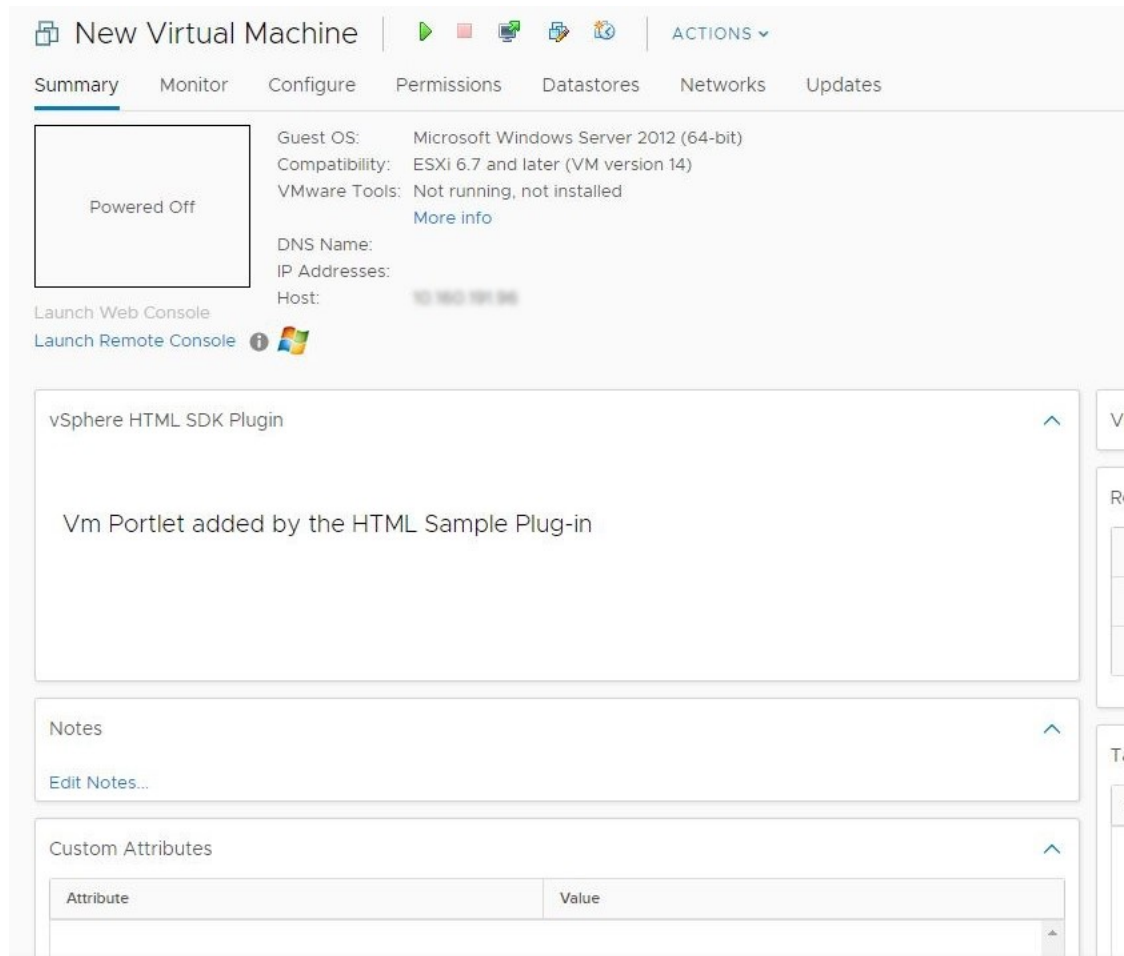 New Virtual Machine
ACTIONS
Summary Monitor Configure Permissions Datastores Networks Updates
Powered Off
Guest OS: Microsoft Windows Server 2012 (64-bit)
Compatibility: ESXi 6.7 and later (VM version 14)
VMware Tools: Not running, not installed
More info
DNS Name:
IP Addresses:
Host:
Launch Web Console
Launch Remote Console
vSphere HTML SDK Plugin
Vm Portlet added by the HTML Sample Plug-in
Notes
Edit Notes...
Custom Attributes
Attribute Value